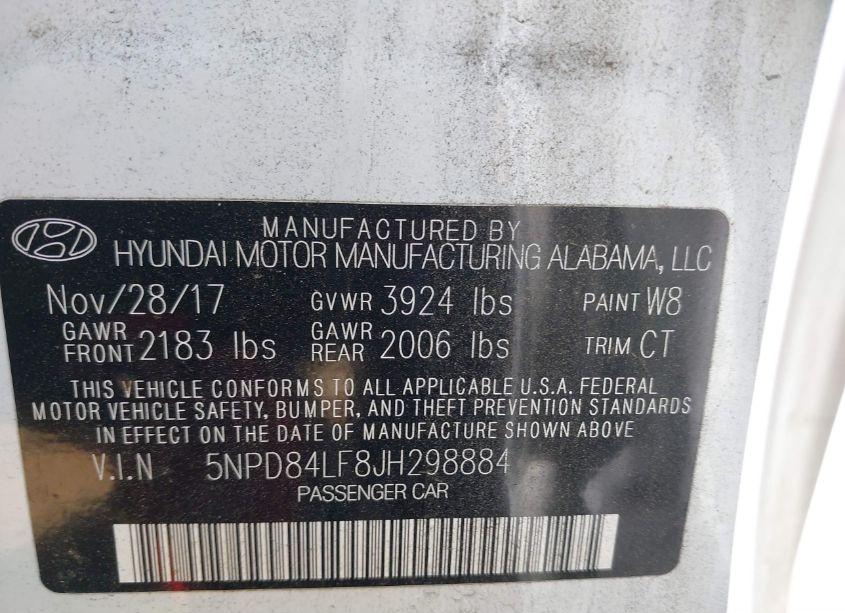 MANUFACTURED BY
HYUNDAI MOTOR MANUFACTURING ALABAMA, LLC
Nov/28/17 GVWR 3924 lbs PAINT W8
GAWR FRONT 2183 lbs GAWR REAR 2006 lbs TRIM CT
THIS VEHICLE CONFORMS TO ALL APPLICABLE U.S.A. FEDERAL
MOTOR VEHICLE SAFETY, BUMPER, AND THEFT PREVENTION STANDARDS
IN EFFECT ON THE DATE OF MANUFACTURE SHOWN ABOVE
V.I.N 5NPD84LF8JH298884
PASSENGER CAR